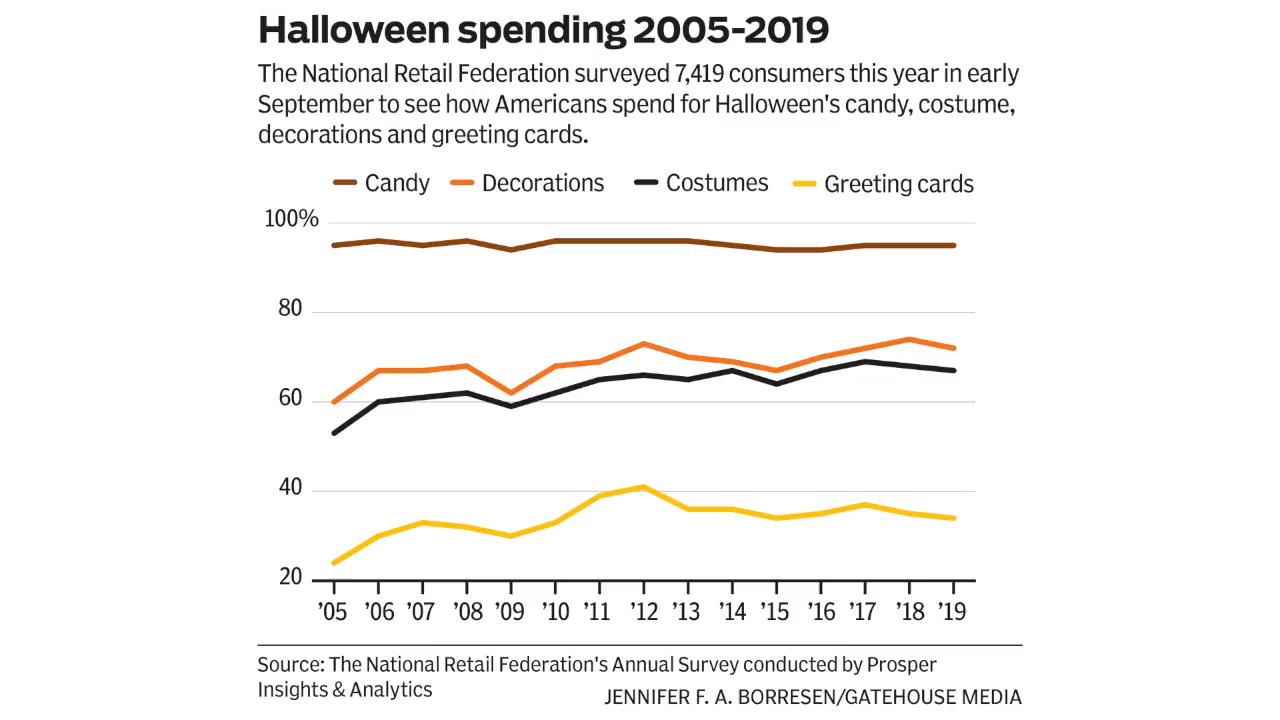 Halloween spending 2005-2019
The National Retail Federation surveyed 7,419 consumers this year in early
September to see how Americans spend for Halloween's candy, costume,
decorations and greeting cards.
Candy Decorations Costumes Greeting cards
100%
80
60
40
20
’05 ’06 ’07 ’08 ’09 ’10 ’11 ’12 ’13 ’14 ’15 ’16 ’17 ’18 ’19
Source: The National Retail Federation's Annual Survey conducted by Prosper
Insights & Analytics
JENNIFER F. A. BORRESEN/GATEHOUSE MEDIA